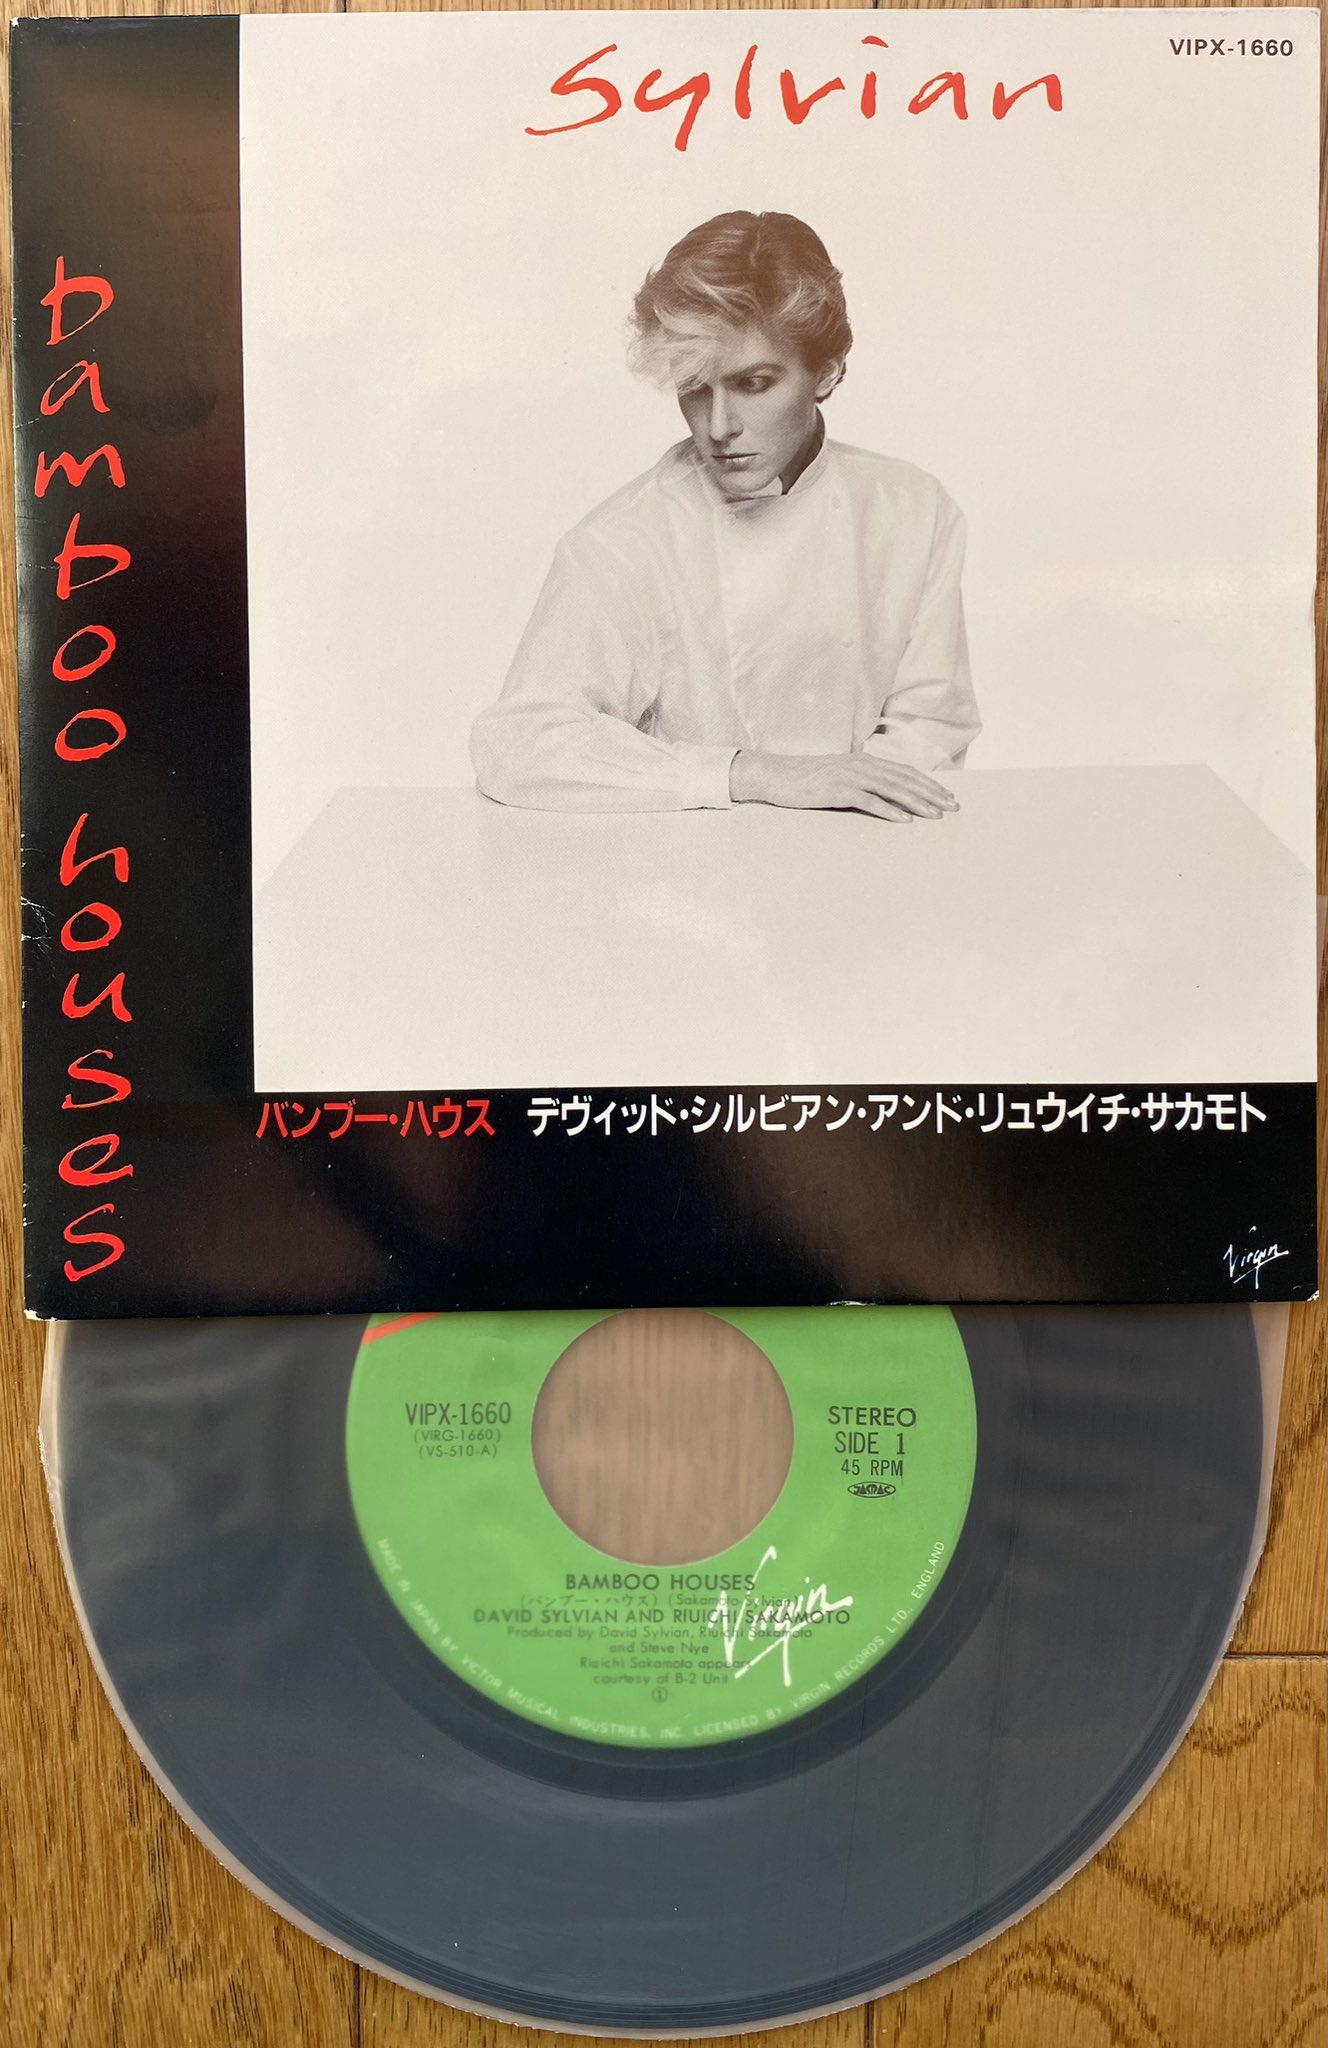 sylvian
VIPX-1660
bamboo houses
バンブー・ハウス デヴィッド・シルビアン・アンド・リュウイチ・サカモト
Virgin
VIPX-1660
(VIRG-1660)
(VS-510-A)
STEREO
SIDE 1
45 RPM
JASRAC
BAMBOO HOUSES
(バンブー・ハウス) (Sakamoto-Sylvian)
DAVID SYLVIAN AND RIUICHI SAKAMOTO
Produced by David Sylvian, Riuichi Sakamoto
and Steve Nye
Riuichi Sakamoto appears
courtesy of B-2 Unit
①
Virgin
MADE IN JAPAN BY VICTOR MUSICAL INDUSTRIES, INC. LICENSED BY VIRGIN RECORDS LTD., ENGLAND